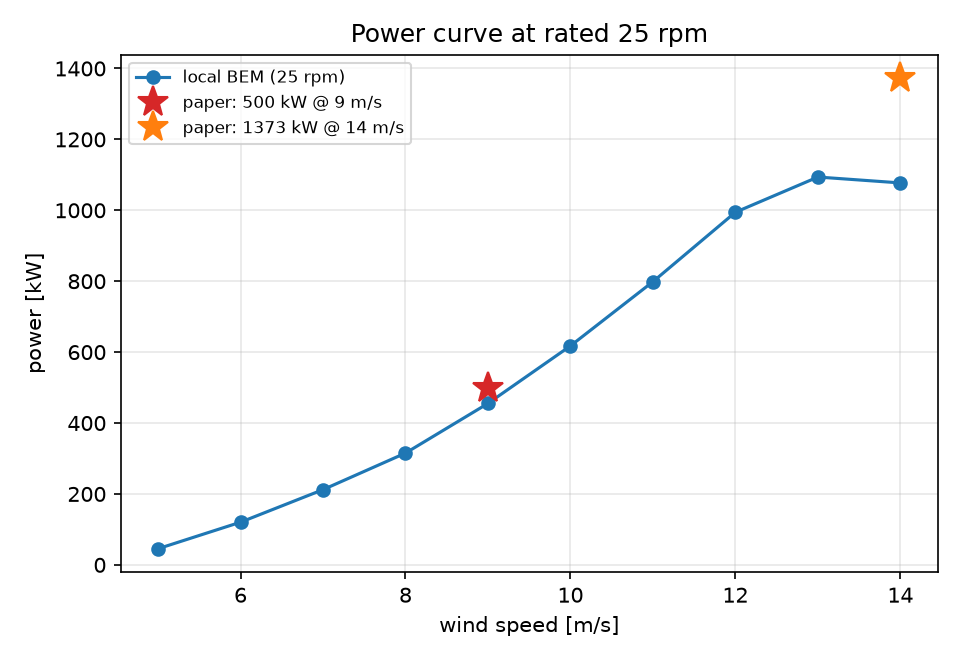 Power curve at rated 25 rpm
local BEM (25 rpm)
paper: 500 kW @ 9 m/s
paper: 1373 kW @ 14 m/s
power [kW]
1400
1200
1000
800
600
400
200
0
6 8 10 12 14
wind speed [m/s]